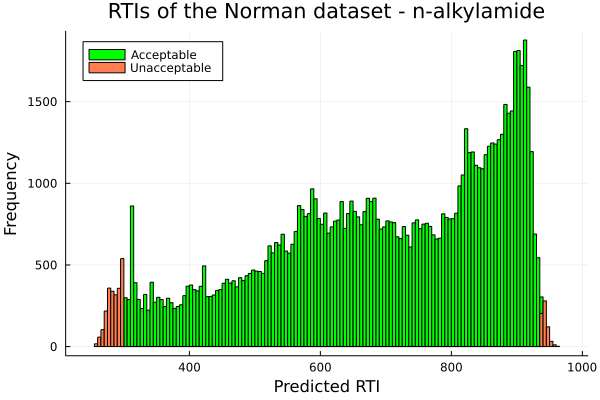 RTIs of the Norman dataset - n-alkylamide
Acceptable
Unacceptable
Frequency
1500
1000
500
0
400
600
800
1000
Predicted RTI